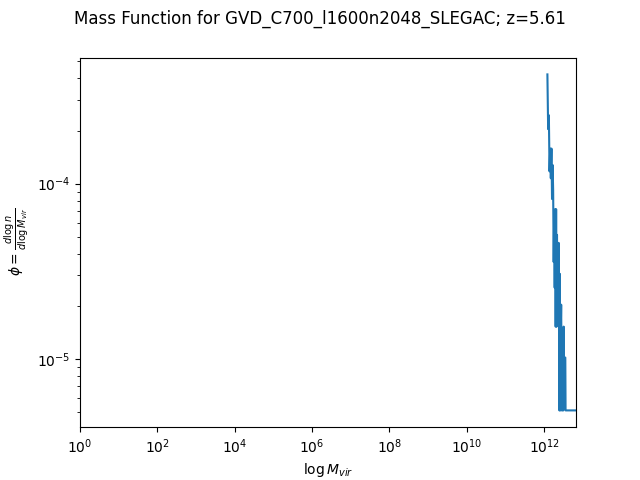 Mass Function for GVD_C700_l1600n2048_SLEGAC; z=5.61
10⁻⁴
10⁻⁵
ϕ = d log n / d log M_vir
10⁰ 10² 10⁴ 10⁶ 10⁸ 10¹⁰ 10¹²
log M_vir